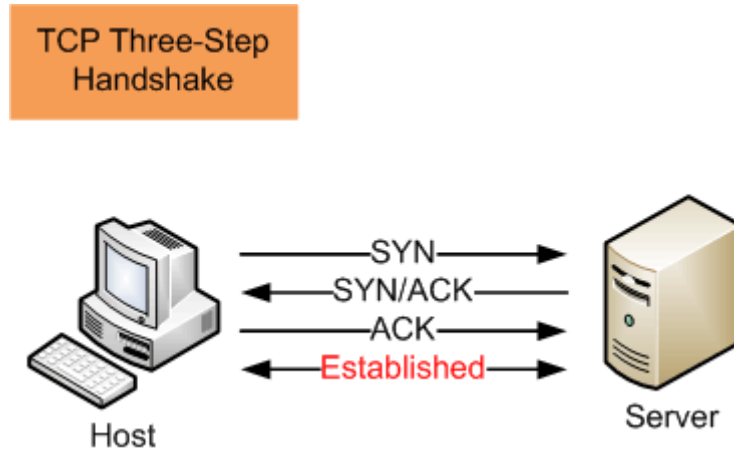 TCP Three-Step
Handshake
SYN
SYN/ACK
ACK
Established
Host
Server